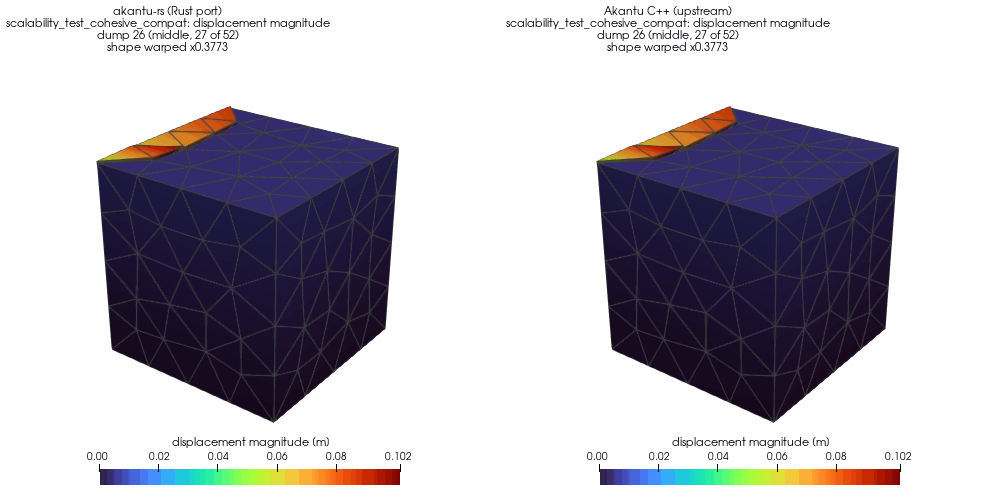 akantu-rs (Rust port)
scalability_test_cohesive_compat: displacement magnitude
dump 26 (middle, 27 of 52)
shape warped x0.3773
Akantu C++ (upstream)
scalability_test_cohesive_compat: displacement magnitude
dump 26 (middle, 27 of 52)
shape warped x0.3773
displacement magnitude (m)
0.00 0.02 0.04 0.06 0.08 0.102
displacement magnitude (m)
0.00 0.02 0.04 0.06 0.08 0.102